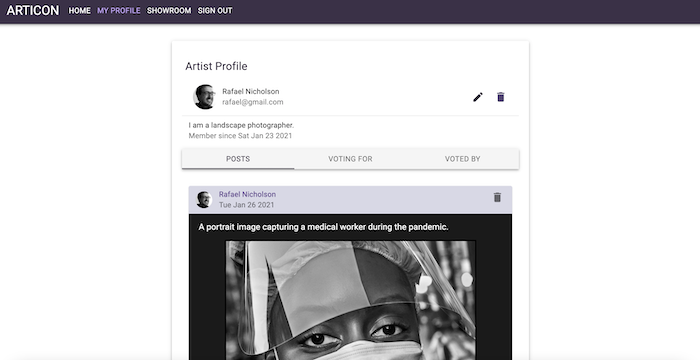 ARTICON HOME MY PROFILE SHOWROOM SIGN OUT
Artist Profile
Rafael Nicholson
rafael@gmail.com
I am a landscape photographer.
Member since Sat Jan 23 2021
POSTS VOTING FOR VOTED BY
Rafael Nicholson
Tue Jan 26 2021
A portrait image capturing a medical worker during the pandemic.